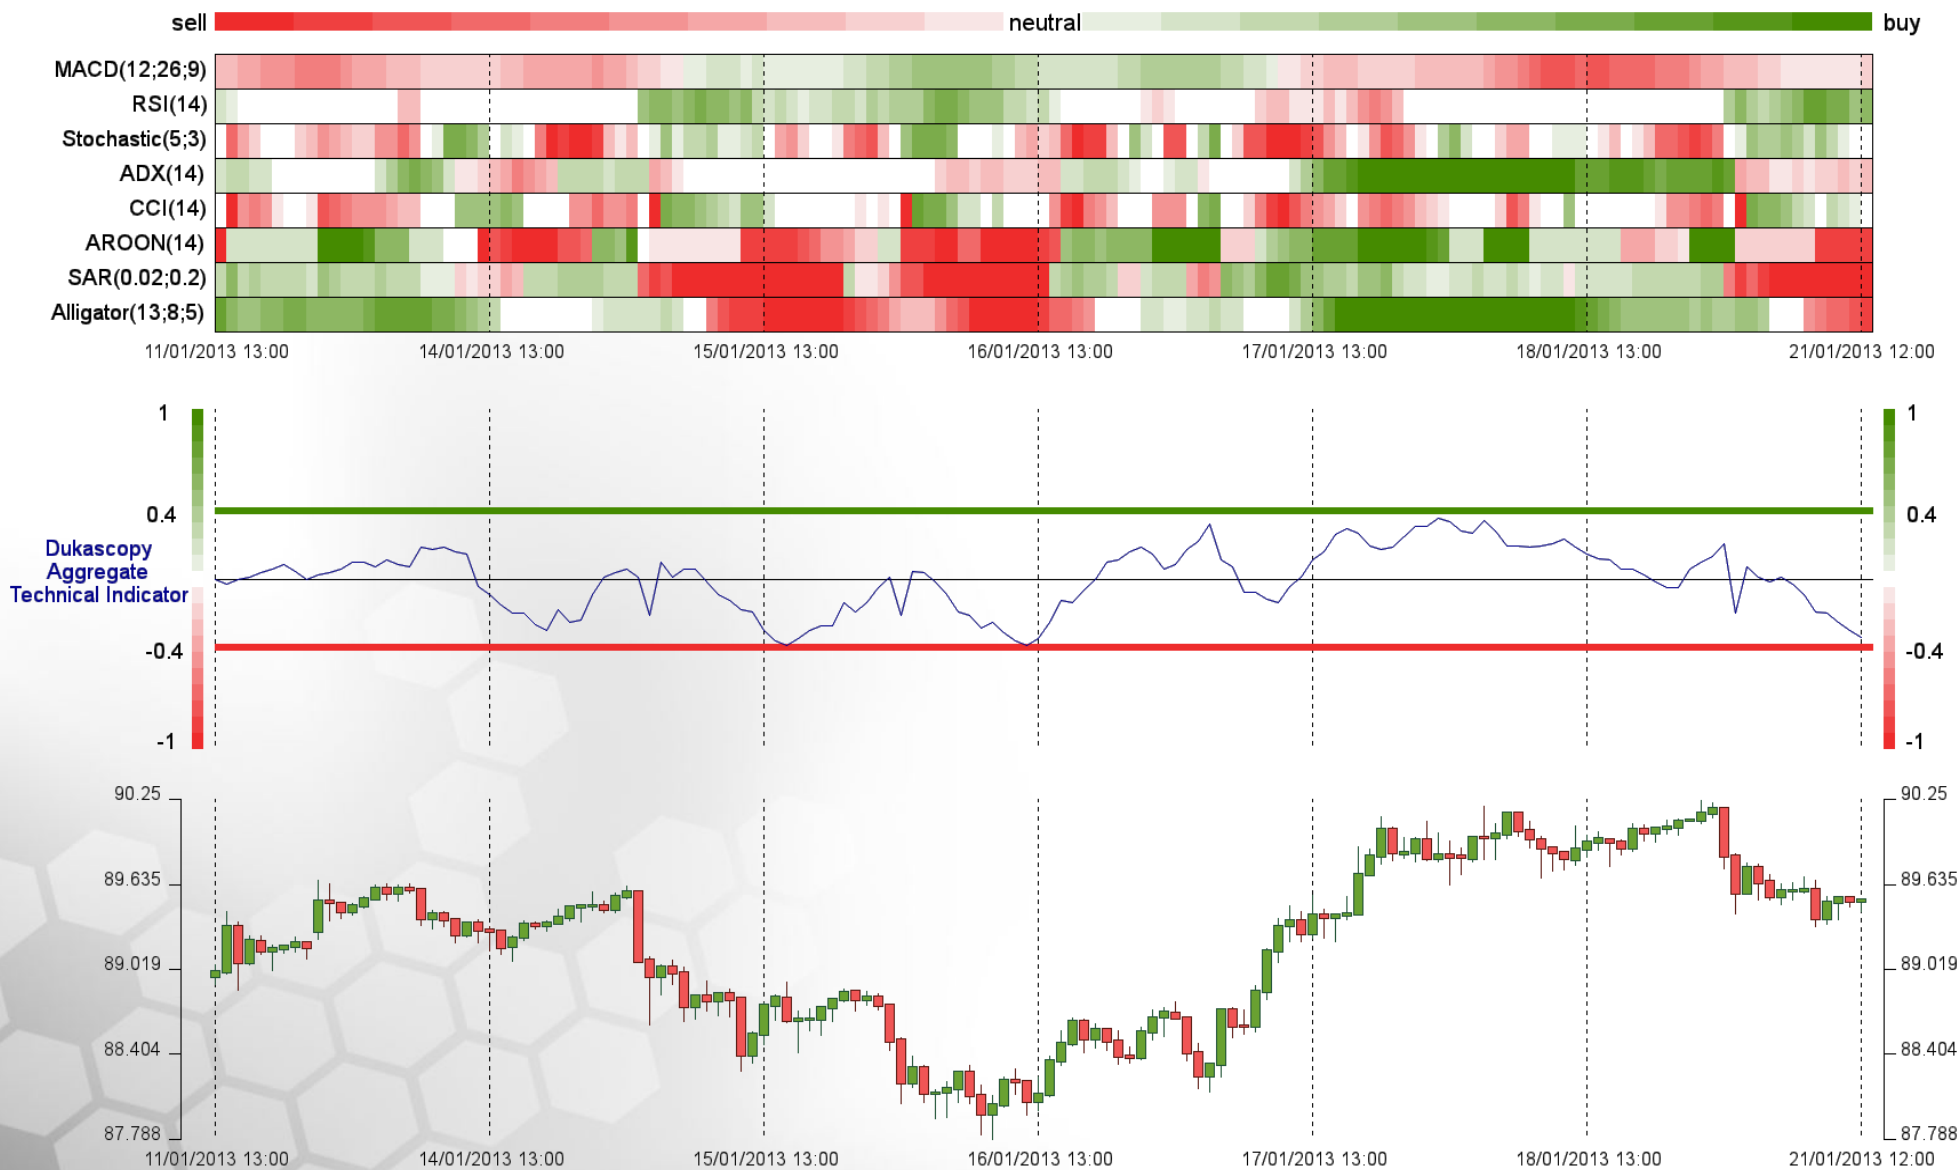 sell neutral buy
MACD(12;26;9)
RSI(14)
Stochastic(5;3)
ADX(14)
CCI(14)
AROON(14)
SAR(0.02;0.2)
Alligator(13;8;5)
11/01/2013 13:00 14/01/2013 13:00 15/01/2013 13:00 16/01/2013 13:00 17/01/2013 13:00 18/01/2013 13:00 21/01/2013 12:00
1 1
0.4 0.4
Dukascopy
Aggregate
Technical Indicator
-0.4 -0.4
-1 -1
90.25 90.25
89.635 89.635
89.019 89.019
88.404 88.404
87.788 87.788
11/01/2013 13:00 14/01/2013 13:00 15/01/2013 13:00 16/01/2013 13:00 17/01/2013 13:00 18/01/2013 13:00 21/01/2013 12:00